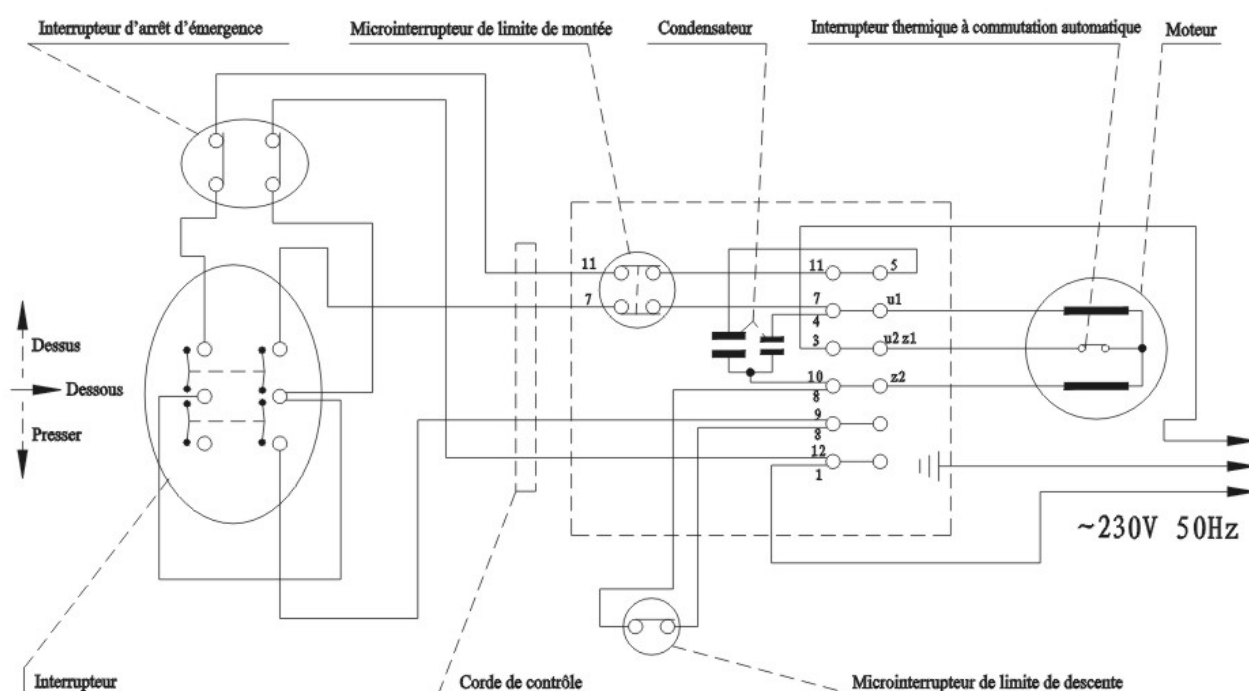 Interrupteur d'arrêt d'émergence
Microinterrupteur de limite de montée
Condensateur
Interrupteur thermique à commutation automatique
Moteur
11
11
5
7
7
u1
4
Dessus
3
u2 z1
Dessous
10
z2
8
Presser
9
8
12
1
~230V 50Hz
Interrupteur
Corde de contrôle
Microinterrupteur de limite de descente